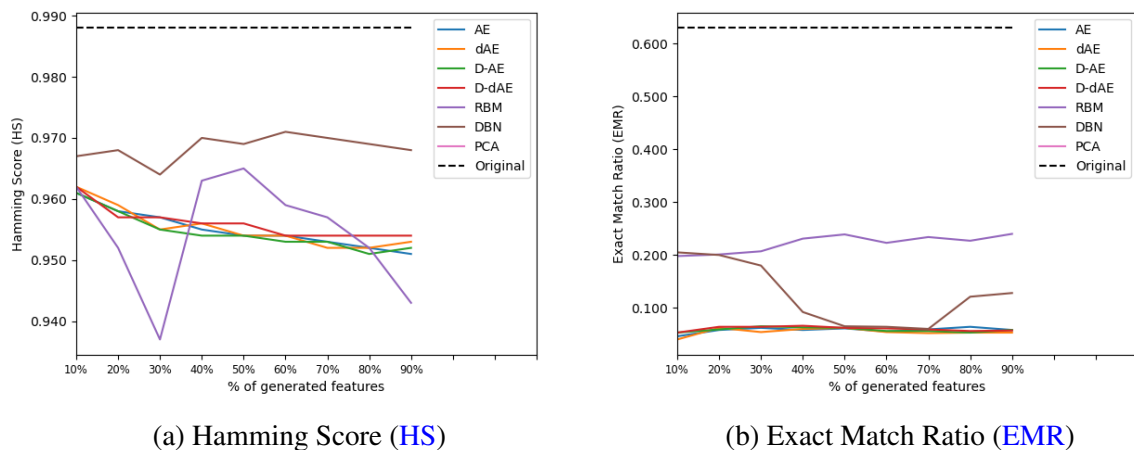 0.990
0.980
0.970
0.960
0.950
0.940
Hamming Score (HS)
10% 20% 30% 40% 50% 60% 70% 80% 90%
% of generated features
AE
dAE
D-AE
D-dAE
RBM
DBN
PCA
Original
(a) Hamming Score (HS)
0.600
0.500
0.400
0.300
0.200
0.100
Exact Match Ratio (EMR)
10% 20% 30% 40% 50% 60% 70% 80% 90%
% of generated features
AE
dAE
D-AE
D-dAE
RBM
DBN
PCA
Original
(b) Exact Match Ratio (EMR)